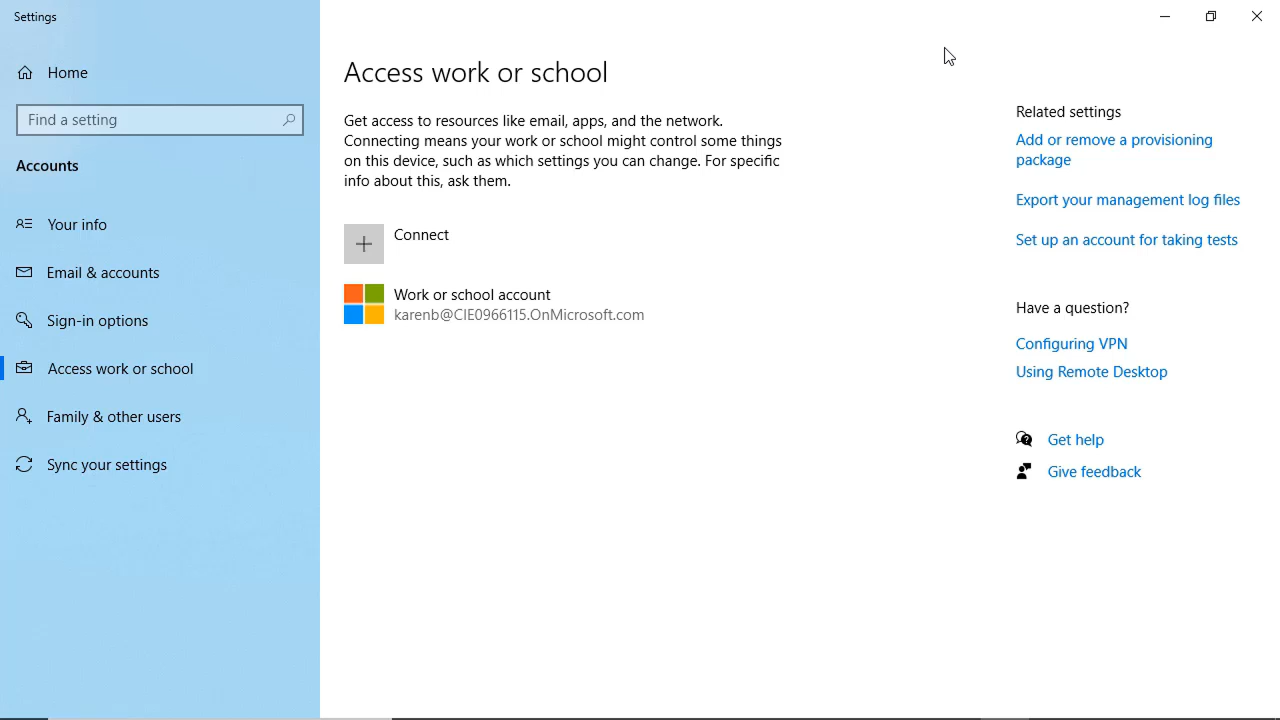 Settings
Home
Find a setting
Accounts
Your info
Email & accounts
Sign-in options
Access work or school
Family & other users
Sync your settings
Access work or school
Get access to resources like email, apps, and the network.
Connecting means your work or school might control some things
on this device, such as which settings you can change. For specific
info about this, ask them.
Connect
Work or school account
karenb@CIE0966115.OnMicrosoft.com
Related settings
Add or remove a provisioning
package
Export your management log files
Set up an account for taking tests
Have a question?
Configuring VPN
Using Remote Desktop
Get help
Give feedback